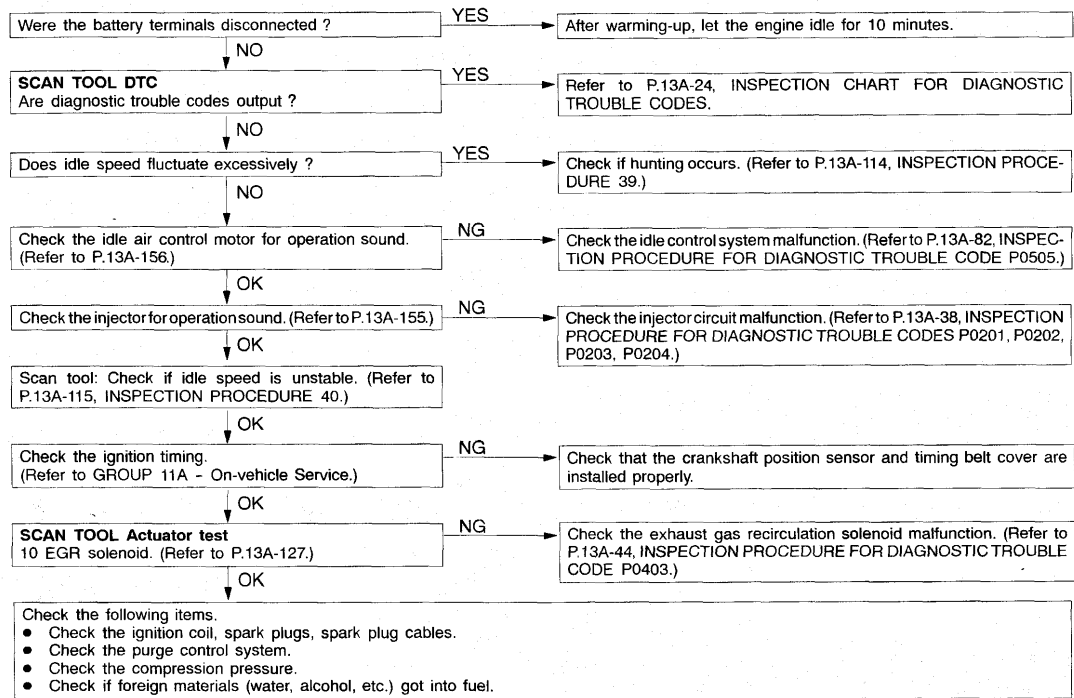 Were the battery terminals disconnected ?
YES
After warming-up, let the engine idle for 10 minutes.
NO
SCAN TOOL DTC
Are diagnostic trouble codes output ?
YES
Refer to P.13A-24, INSPECTION CHART FOR DIAGNOSTIC
TROUBLE CODES.
NO
Does idle speed fluctuate excessively ?
YES
Check if hunting occurs. (Refer to P.13A-114, INSPECTION PROCE-
DURE 39.)
NO
Check the idle air control motor for operation sound.
(Refer to P.13A-156.)
NG
Check the idle control system malfunction. (Refer to P.13A-82, INSPEC-
TION PROCEDURE FOR DIAGNOSTIC TROUBLE CODE P0505.)
OK
Check the injector for operation sound. (Refer to P.13A-155.)
NG
Check the injector circuit malfunction. (Refer to P.13A-38, INSPECTION
PROCEDURE FOR DIAGNOSTIC TROUBLE CODES P0201, P0202,
P0203, P0204.)
OK
Scan tool: Check if idle speed is unstable. (Refer to
P.13A-115, INSPECTION PROCEDURE 40.)
OK
Check the ignition timing.
(Refer to GROUP 11A - On-vehicle Service.)
NG
Check that the crankshaft position sensor and timing belt cover are
installed properly.
OK
SCAN TOOL Actuator test
10 EGR solenoid. (Refer to P.13A-127.)
NG
Check the exhaust gas recirculation solenoid malfunction. (Refer to
P.13A-44, INSPECTION PROCEDURE FOR DIAGNOSTIC TROUBLE
CODE P0403.)
OK
Check the following items.
● Check the ignition coil, spark plugs, spark plug cables.
● Check the purge control system.
● Check the compression pressure.
● Check if foreign materials (water, alcohol, etc.) got into fuel.